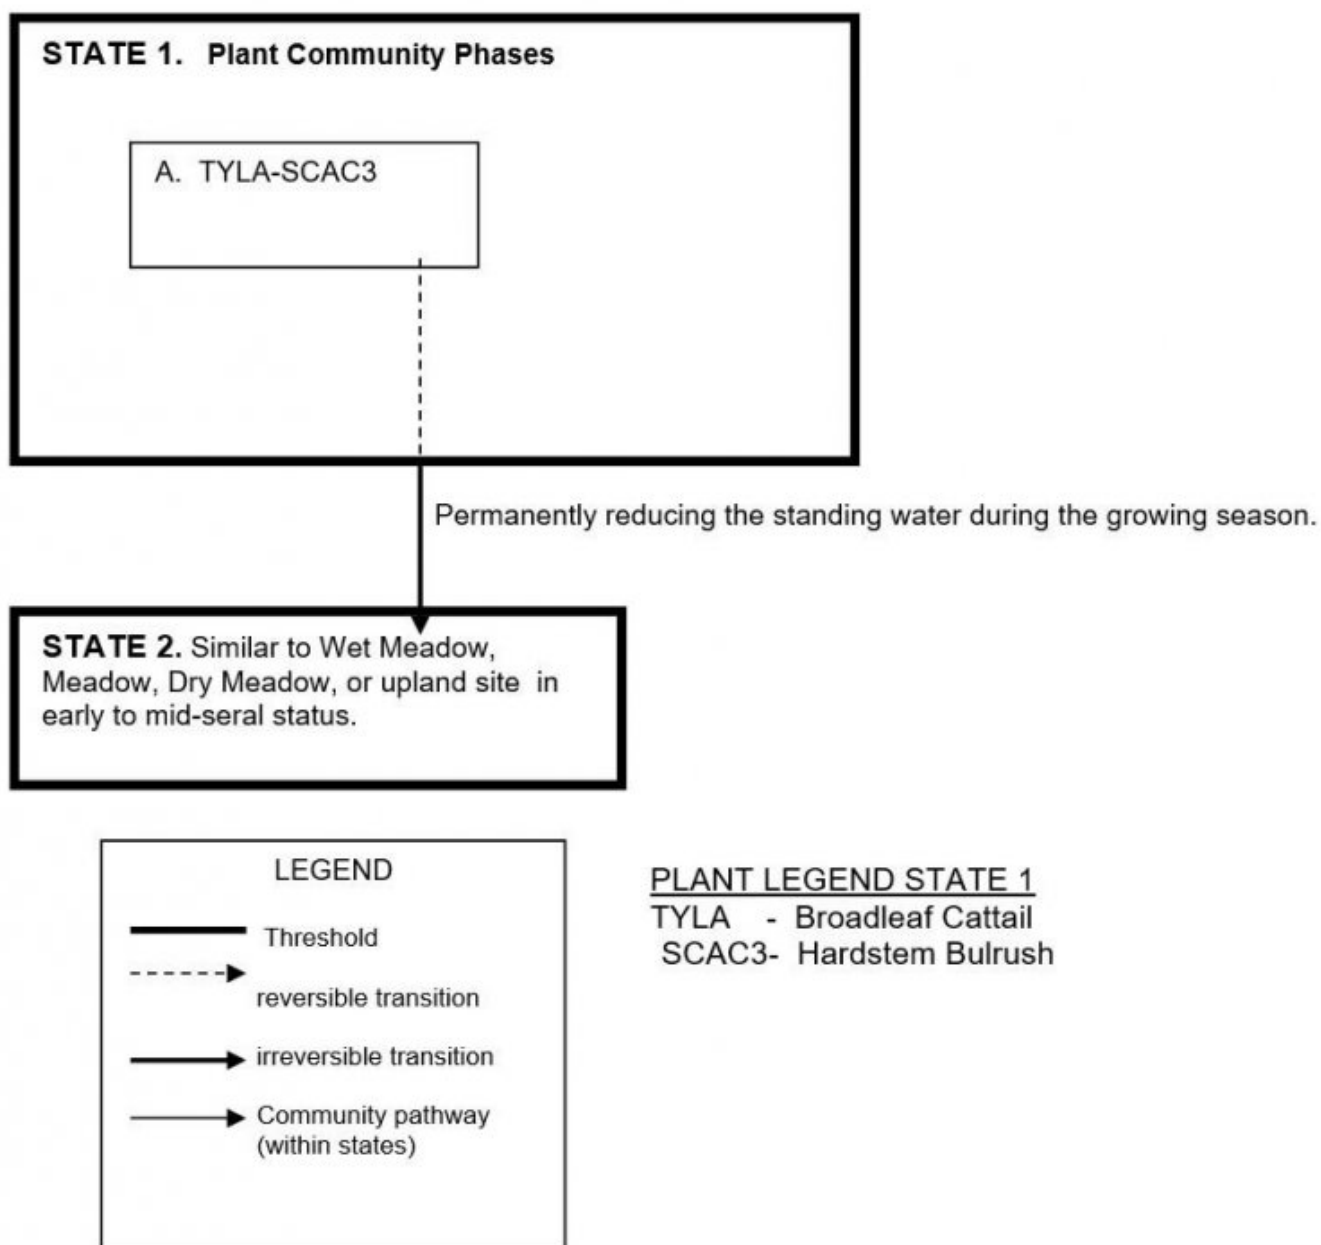 STATE 1. Plant Community Phases
A. TYLA-SCAC3
Permanently reducing the standing water during the growing season.
STATE 2. Similar to Wet Meadow,
Meadow, Dry Meadow, or upland site in
early to mid-seral status.
LEGEND
Threshold
reversible transition
irreversible transition
Community pathway
(within states)
PLANT LEGEND STATE 1
TYLA - Broadleaf Cattail
SCAC3- Hardstem Bulrush